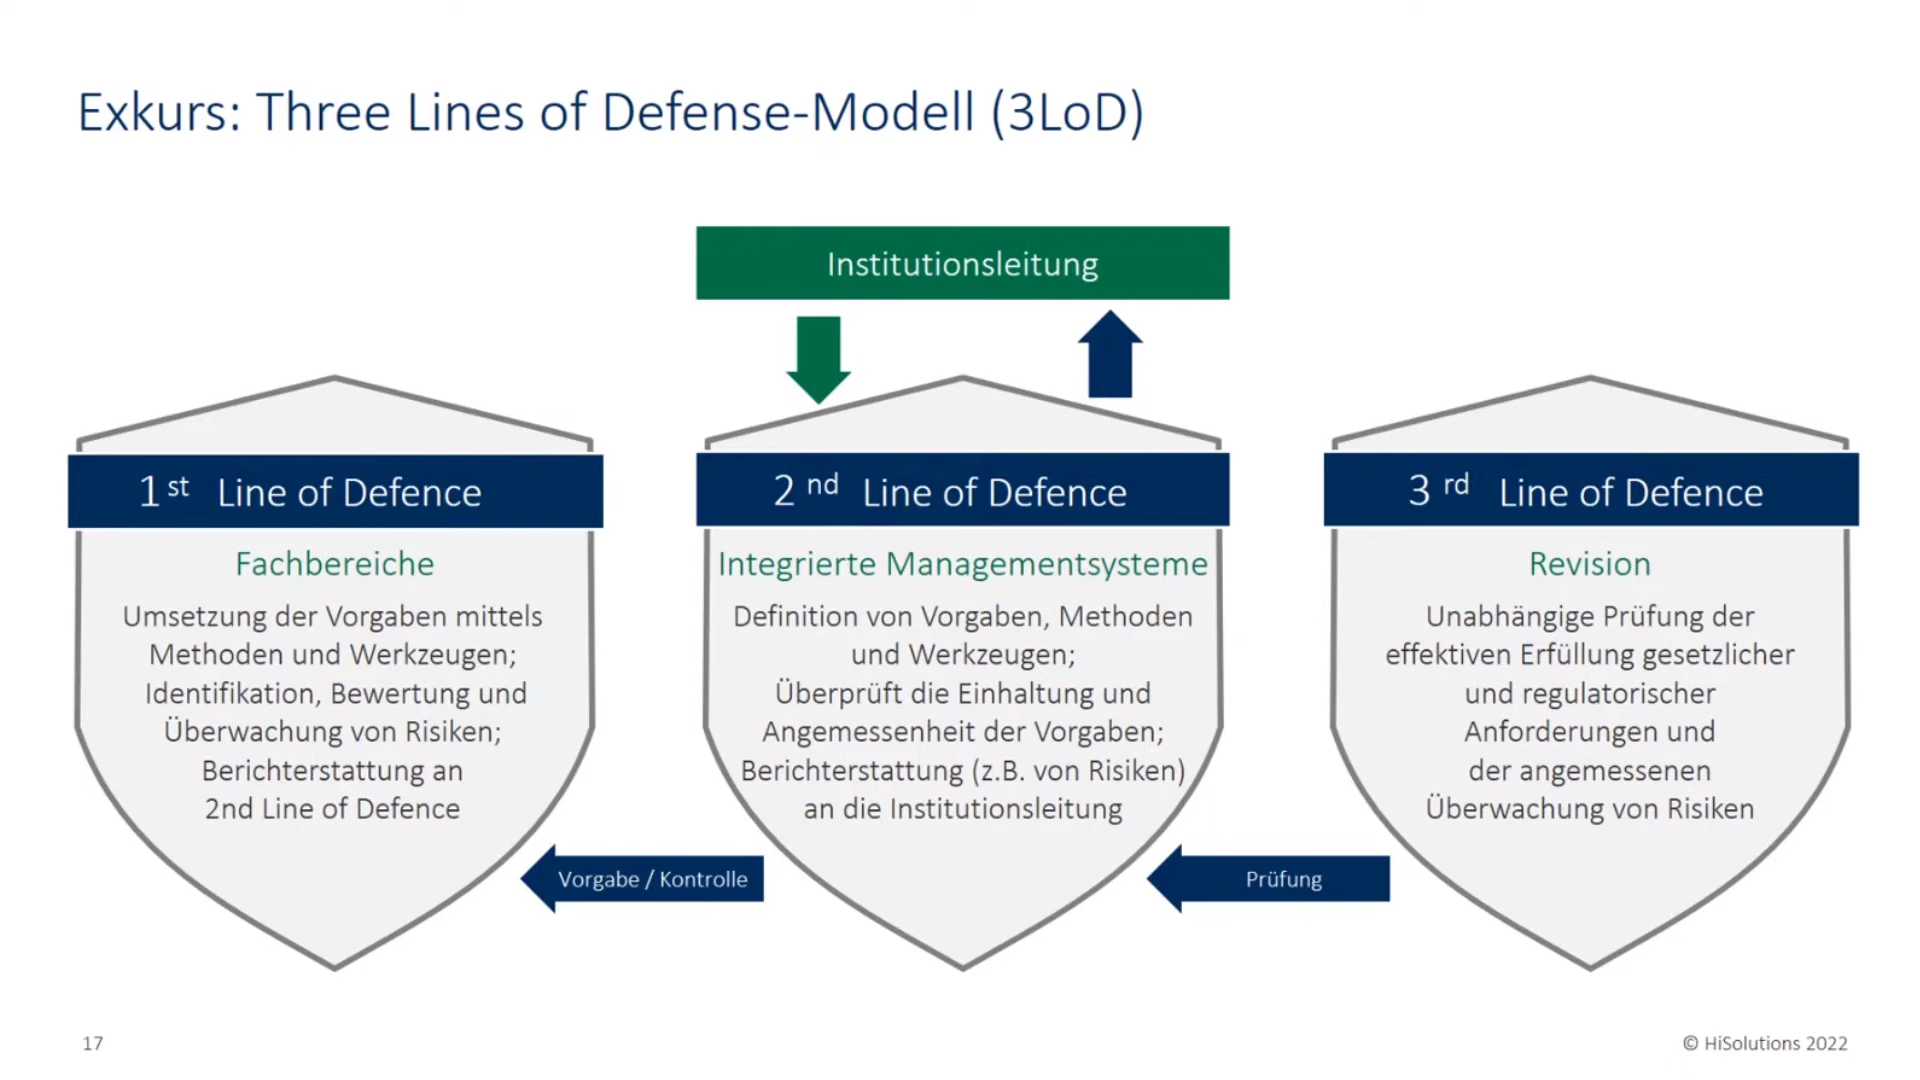 Exkurs: Three Lines of Defense-Modell (3LoD)
Institutionsleitung
1 st Line of Defence
Fachbereiche
Umsetzung der Vorgaben mittels
Methoden und Werkzeugen;
Identifikation, Bewertung und
Überwachung von Risiken;
Berichterstattung an
2nd Line of Defence
2 nd Line of Defence
Integrierte Managementsysteme
Definition von Vorgaben, Methoden
und Werkzeugen;
Überprüft die Einhaltung und
Angemessenheit der Vorgaben;
Berichterstattung (z.B. von Risiken)
an die Institutionsleitung
3 rd Line of Defence
Revision
Unabhängige Prüfung der
effektiven Erfüllung gesetzlicher
und regulatorischer
Anforderungen und
der angemessenen
Überwachung von Risiken
Vorgabe / Kontrolle
Prüfung
17
© HiSolutions 2022